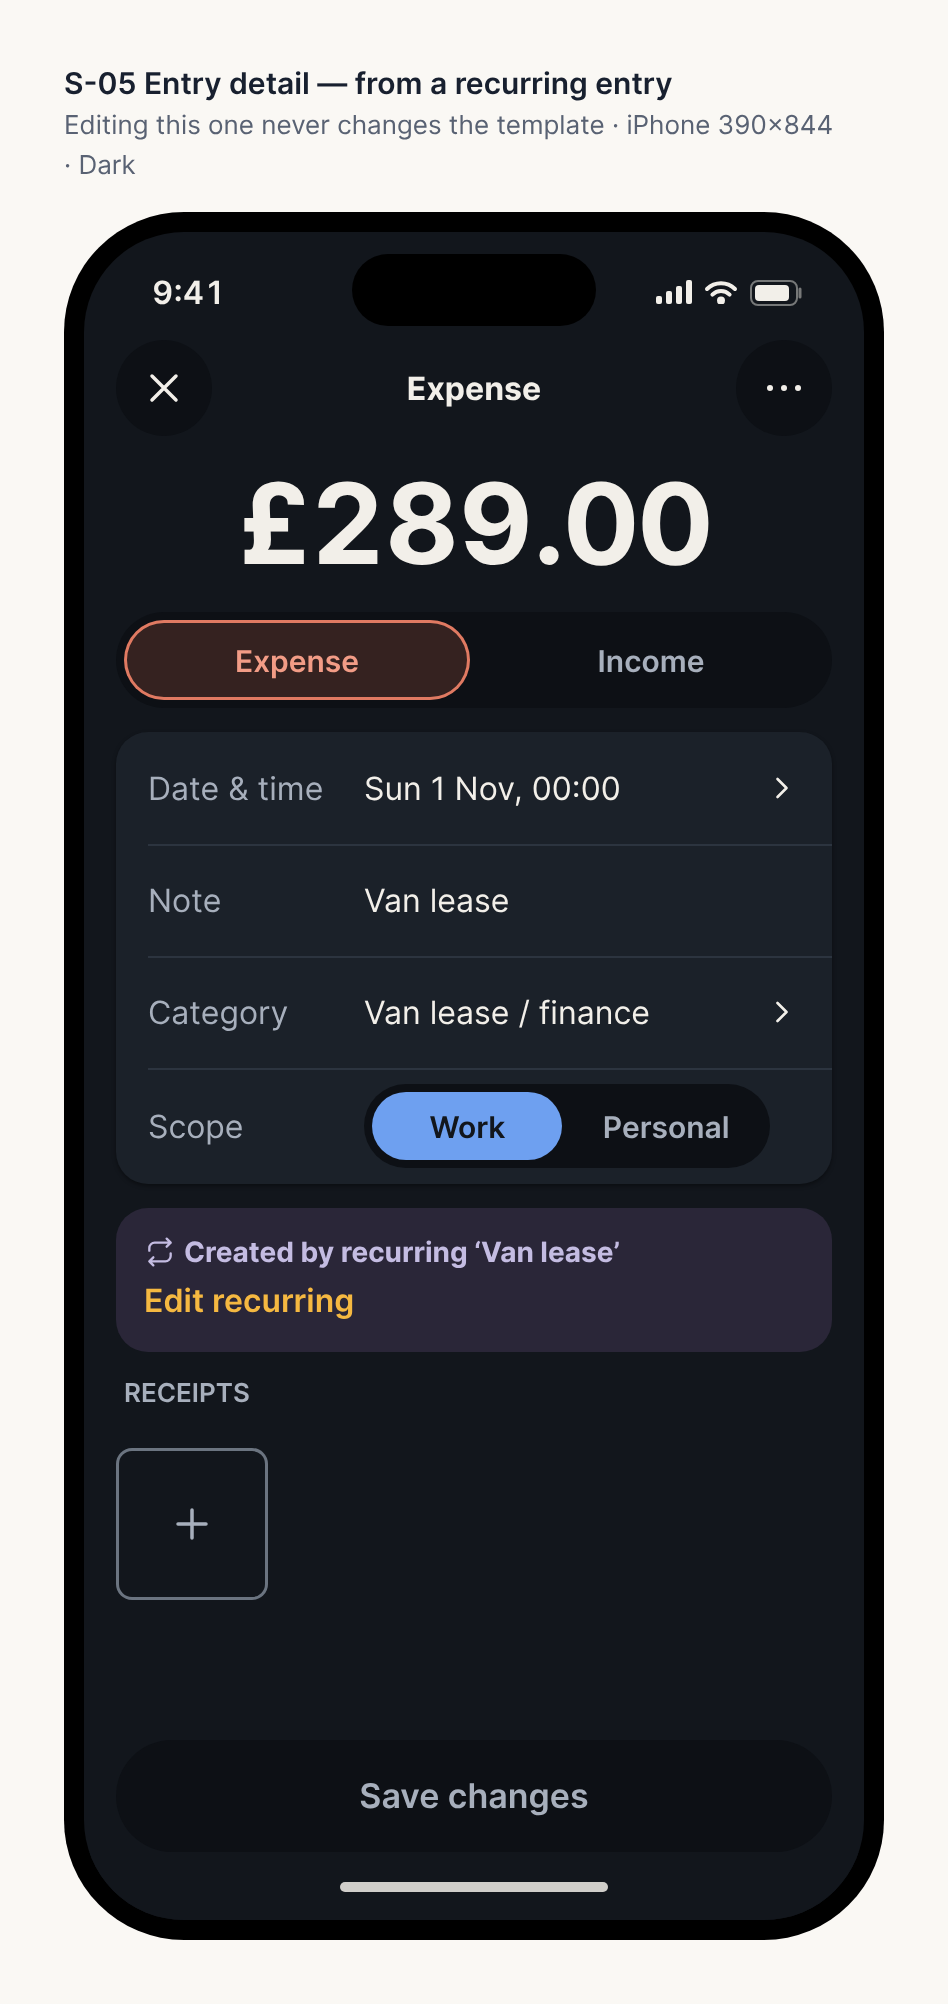 S-05 Entry detail — from a recurring entry
Editing this one never changes the template · iPhone 390×844
· Dark
9:41
Expense
£289.00
Expense Income
Date & time Sun 1 Nov, 00:00
Note Van lease
Category Van lease / finance
Scope Work Personal
Created by recurring ‘Van lease’
Edit recurring
RECEIPTS
Save changes